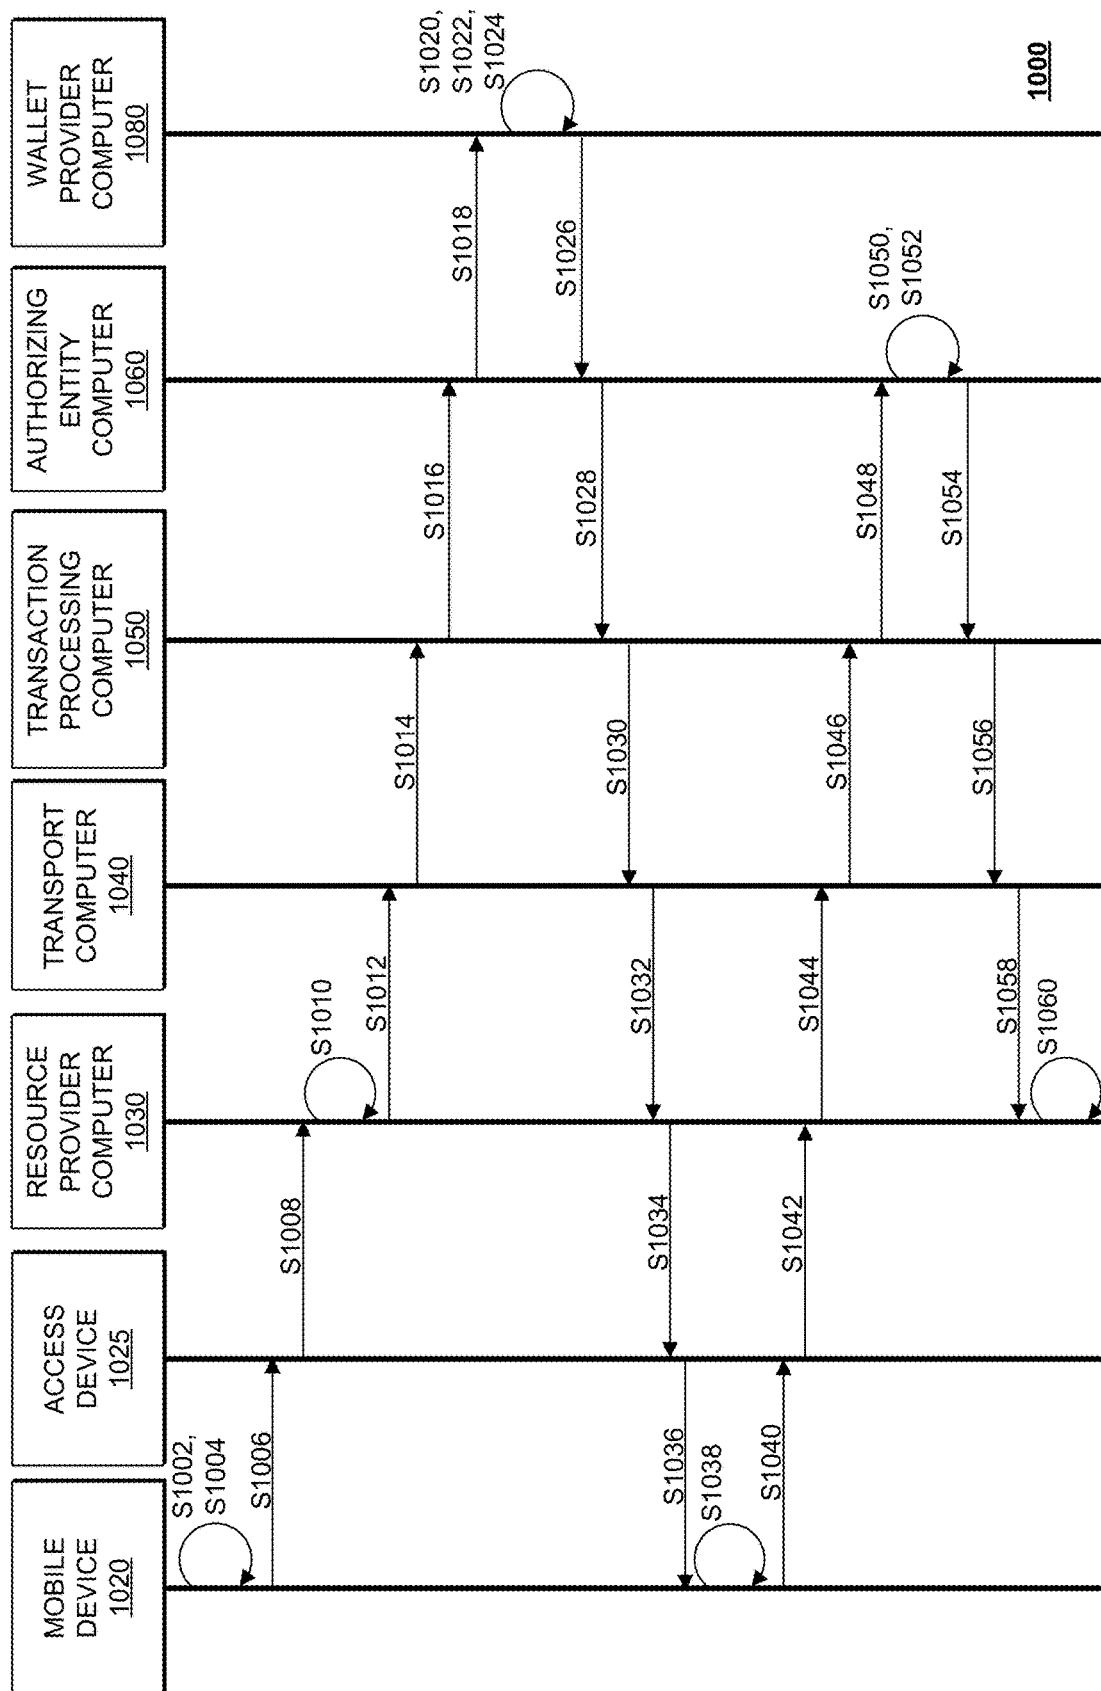 MOBILE
DEVICE
1020
ACCESS
DEVICE
1025
RESOURCE
PROVIDER
COMPUTER
1030
TRANSPORT
COMPUTER
1040
TRANSACTION
PROCESSING
COMPUTER
1050
AUTHORIZING
ENTITY
COMPUTER
1060
WALLET
PROVIDER
COMPUTER
1080
S1002,
S1004
S1006
S1008
S1010
S1012
S1014
S1016
S1018
S1020,
S1022,
S1024
S1026
S1028
S1030
S1032
S1034
S1036
S1038
S1040
S1042
S1044
S1046
S1048
S1050,
S1052
S1054
S1056
S1058
S1060
1000